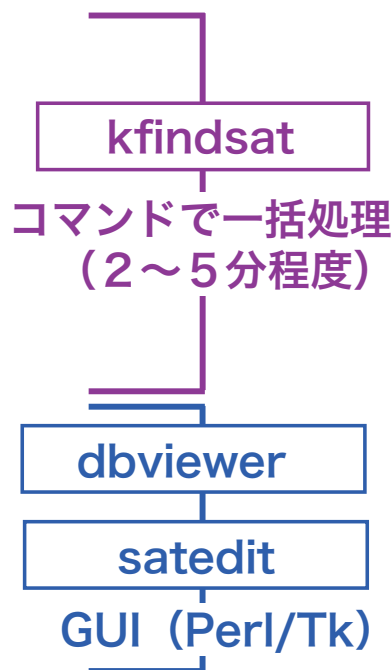 kfindsat
コマンドで一括処理
（２〜５分程度）
dbviewer
satedit
GUI（Perl/Tk）